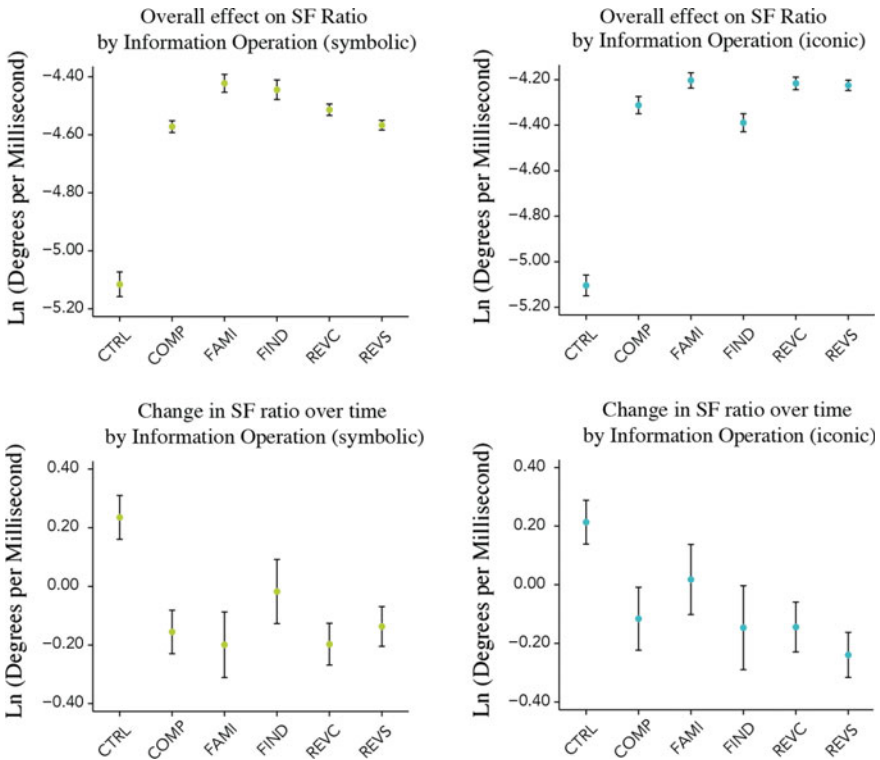 Overall effect on SF Ratio
by Information Operation (symbolic)
Ln (Degrees per Millisecond)
−4.40
−4.60
−4.80
−5.00
−5.20
CTRL
COMP
FAMI
FIND
REVC
REVS
Overall effect on SF Ratio
by Information Operation (iconic)
Ln (Degrees per Millisecond)
−4.20
−4.40
−4.60
−4.80
−5.00
−5.20
CTRL
COMP
FAMI
FIND
REVC
REVS
Change in SF ratio over time
by Information Operation (symbolic)
Ln (Degrees per Millisecond)
0.40
0.20
0.00
−0.20
−0.40
CTRL
COMP
FAMI
FIND
REVC
REVS
Change in SF ratio over time
by Information Operation (iconic)
Ln (Degrees per Millisecond)
0.40
0.20
0.00
−0.20
−0.40
CTRL
COMP
FAMI
FIND
REVC
REVS